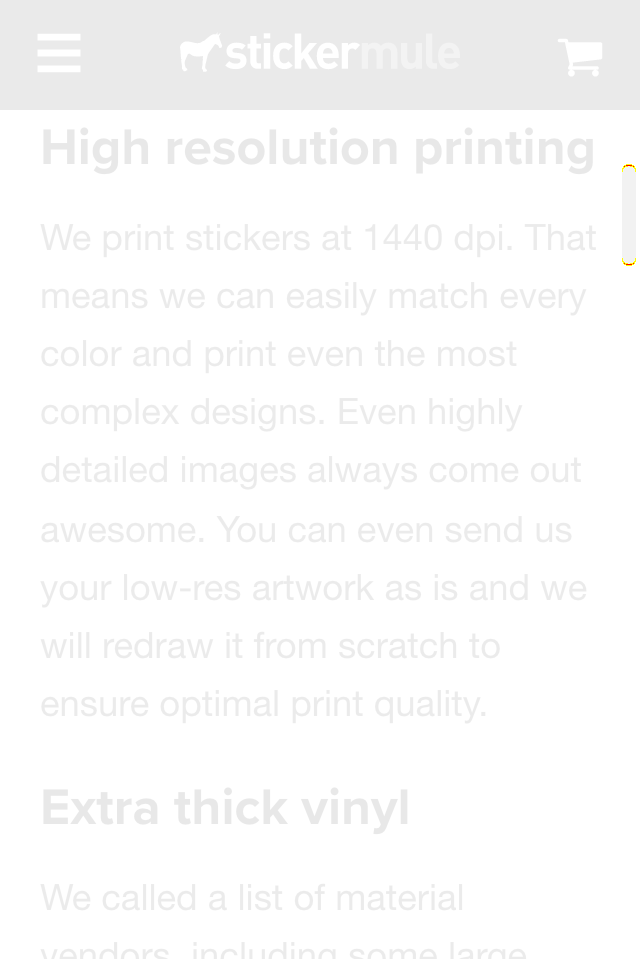 stickermule
High resolution printing
We print stickers at 1440 dpi. That
means we can easily match every
color and print even the most
complex designs. Even highly
detailed images always come out
awesome. You can even send us
your low-res artwork as is and we
will redraw it from scratch to
ensure optimal print quality.
Extra thick vinyl
We called a list of material
vendors, including some large